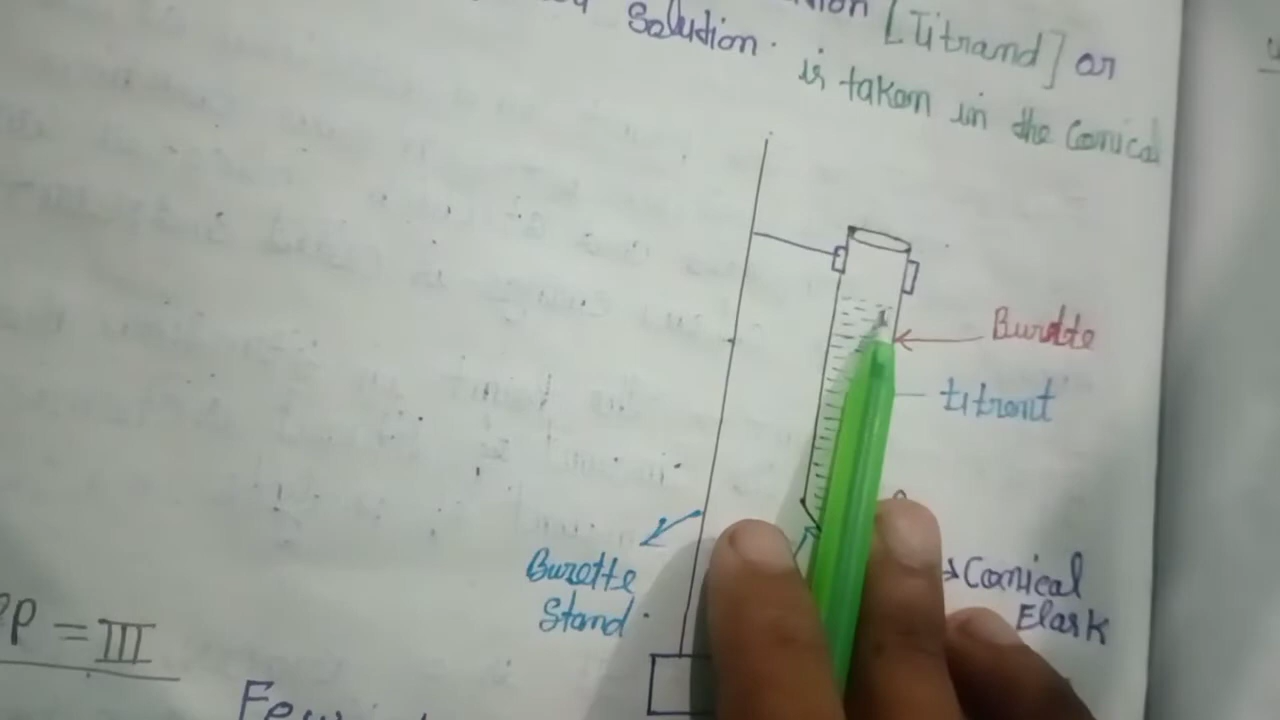 [Titrand] or
Solution. is taken in the Conical
Burette
titrant
Burette
Stand.
Conical
Flask
P = III